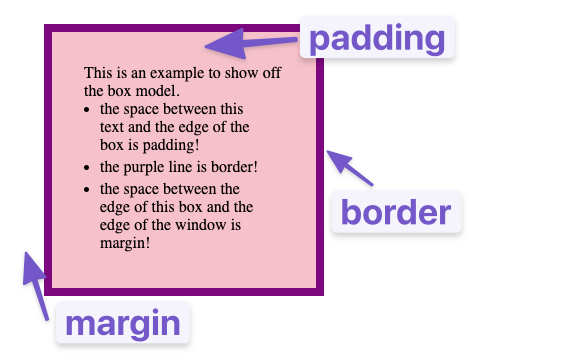 padding
This is an example to show off
the box model.
• the space between this
text and the edge of the
box is padding!
• the purple line is border!
• the space between the
edge of this box and the
edge of the window is
margin!
border
margin